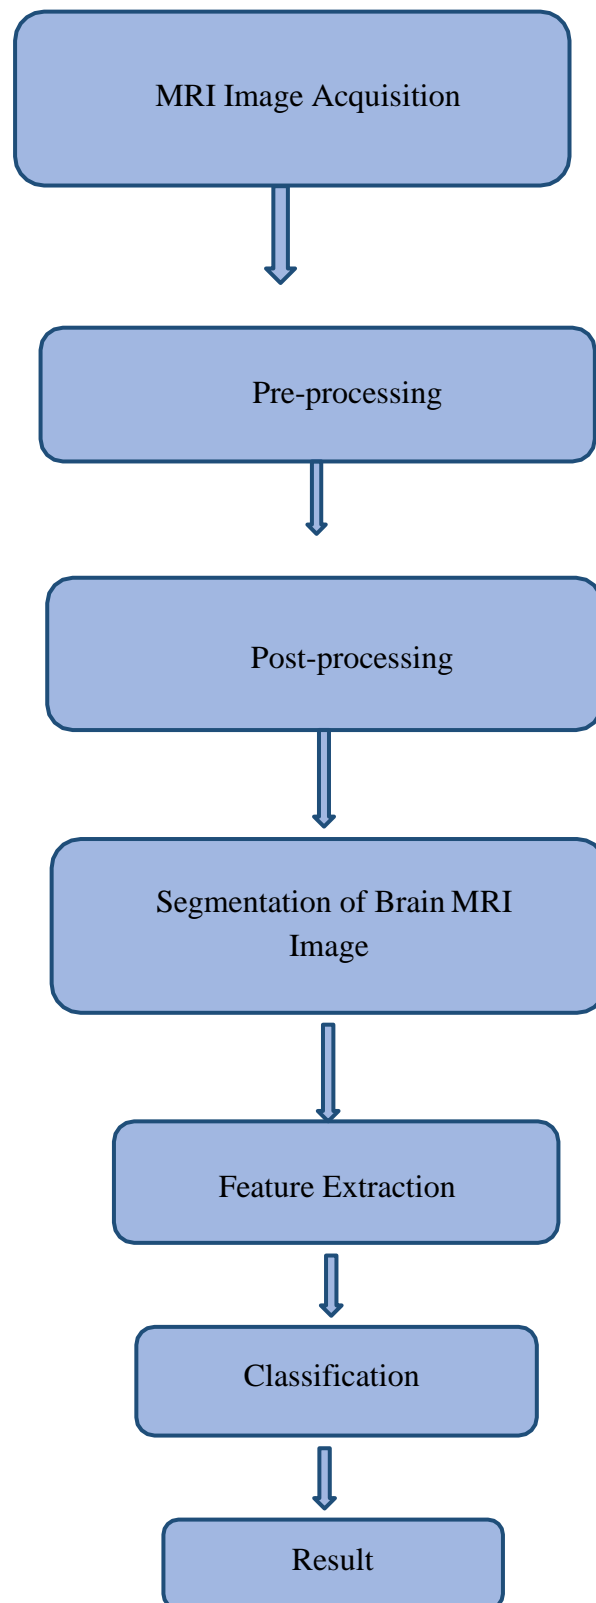 MRI Image Acquisition
Pre-processing
Post-processing
Segmentation of Brain MRI
Image
Feature Extraction
Classification
Result